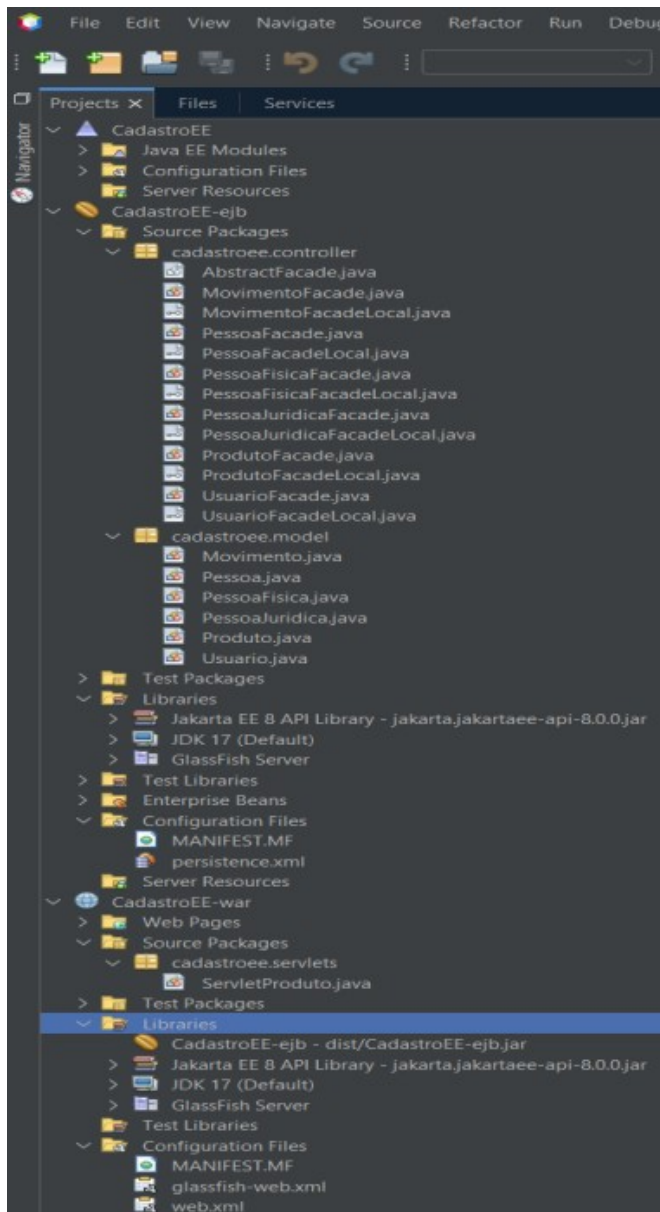 File Edit View Navigate Source Refactor Run Debug
Projects Files Services
Navigator
CadastroEE
Java EE Modules
Configuration Files
Server Resources
CadastroEE-ejb
Source Packages
cadastroee.controller
AbstractFacade.java
MovimentoFacade.java
MovimentoFacadeLocal.java
PessoaFacade.java
PessoaFacadeLocal.java
PessoaFisicaFacade.java
PessoaFisicaFacadeLocal.java
PessoaJuridicaFacade.java
PessoaJuridicaFacadeLocal.java
ProdutoFacade.java
ProdutoFacadeLocal.java
UsuarioFacade.java
UsuarioFacadeLocal.java
cadastroee.model
Movimento.java
Pessoa.java
PessoaFisica.java
PessoaJuridica.java
Produto.java
Usuario.java
Test Packages
Libraries
Jakarta EE 8 API Library - jakarta.jakartaee-api-8.0.0.jar
JDK 17 (Default)
GlassFish Server
Test Libraries
Enterprise Beans
Configuration Files
MANIFEST.MF
persistence.xml
Server Resources
CadastroEE-war
Web Pages
Source Packages
cadastroee.servlets
ServletProduto.java
Test Packages
Libraries
CadastroEE-ejb - dist/CadastroEE-ejb.jar
Jakarta EE 8 API Library - jakarta.jakartaee-api-8.0.0.jar
JDK 17 (Default)
GlassFish Server
Test Libraries
Configuration Files
MANIFEST.MF
glassfish-web.xml
web.xml